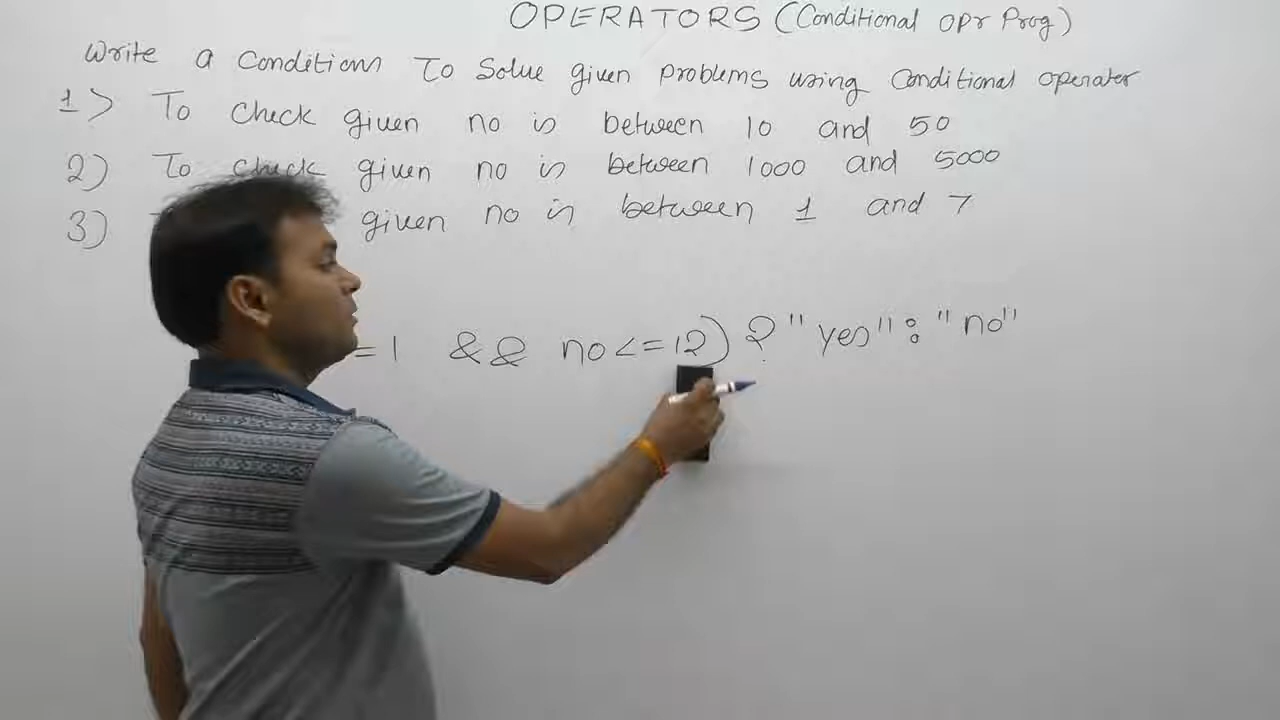 OPERATORS (Conditional opr Prog)
Write a Condition To Solve given problems using Conditional operator
1> To Check given no is between 10 and 50
2) To check given no is between 1000 and 5000
3) given no is between 1 and 7
=1 && no<=12) ? "yes" : "no"